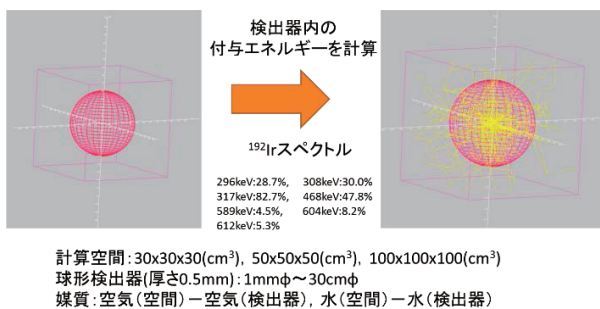 検出器内の
付与エネルギーを計算
¹⁹²Irスペクトル
296keV:28.7%, 308keV:30.0%
317keV:82.7% 468keV:47.8%
589keV:4.5%, 604keV:8.2%
612keV:5.3%
計算空間：30x30x30(cm³), 50x50x50(cm³), 100x100x100(cm³)
球形検出器(厚さ0.5mm)：1mmφ～30cmφ
媒質：空気（空間）－空気（検出器）, 水（空間）－水（検出器）